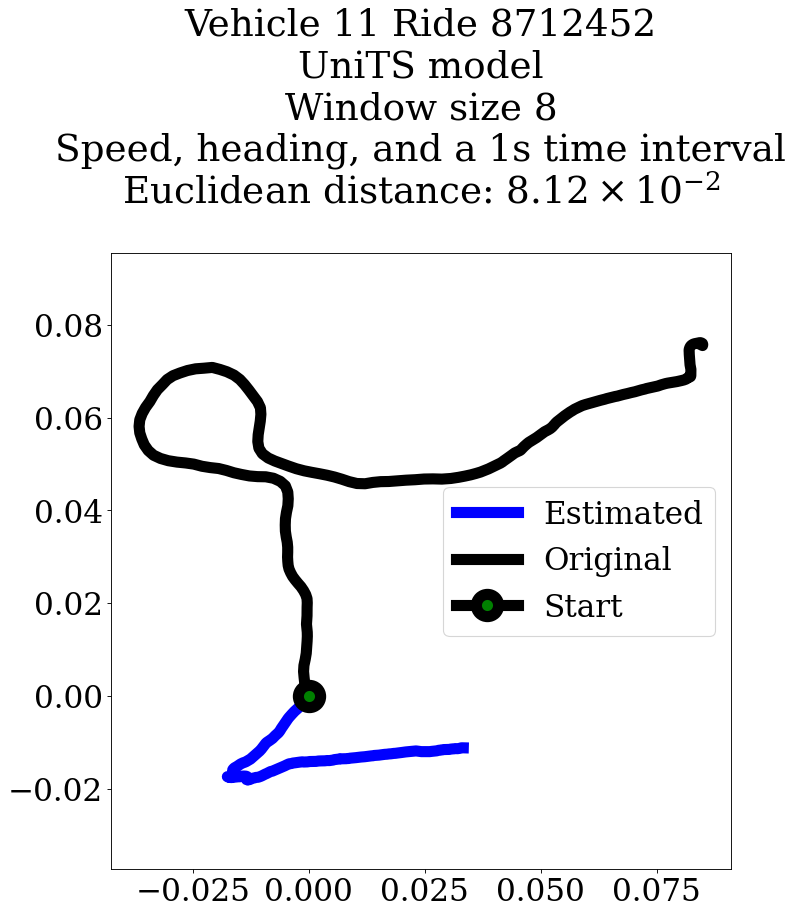 Vehicle 11 Ride 8712452
UniTS model
Window size 8
Speed, heading, and a 1s time interval
Euclidean distance: 8.12 × 10⁻²
0.08
0.06
0.04
0.02
0.00
−0.02
Estimated
Original
Start
−0.025 0.000 0.025 0.050 0.075